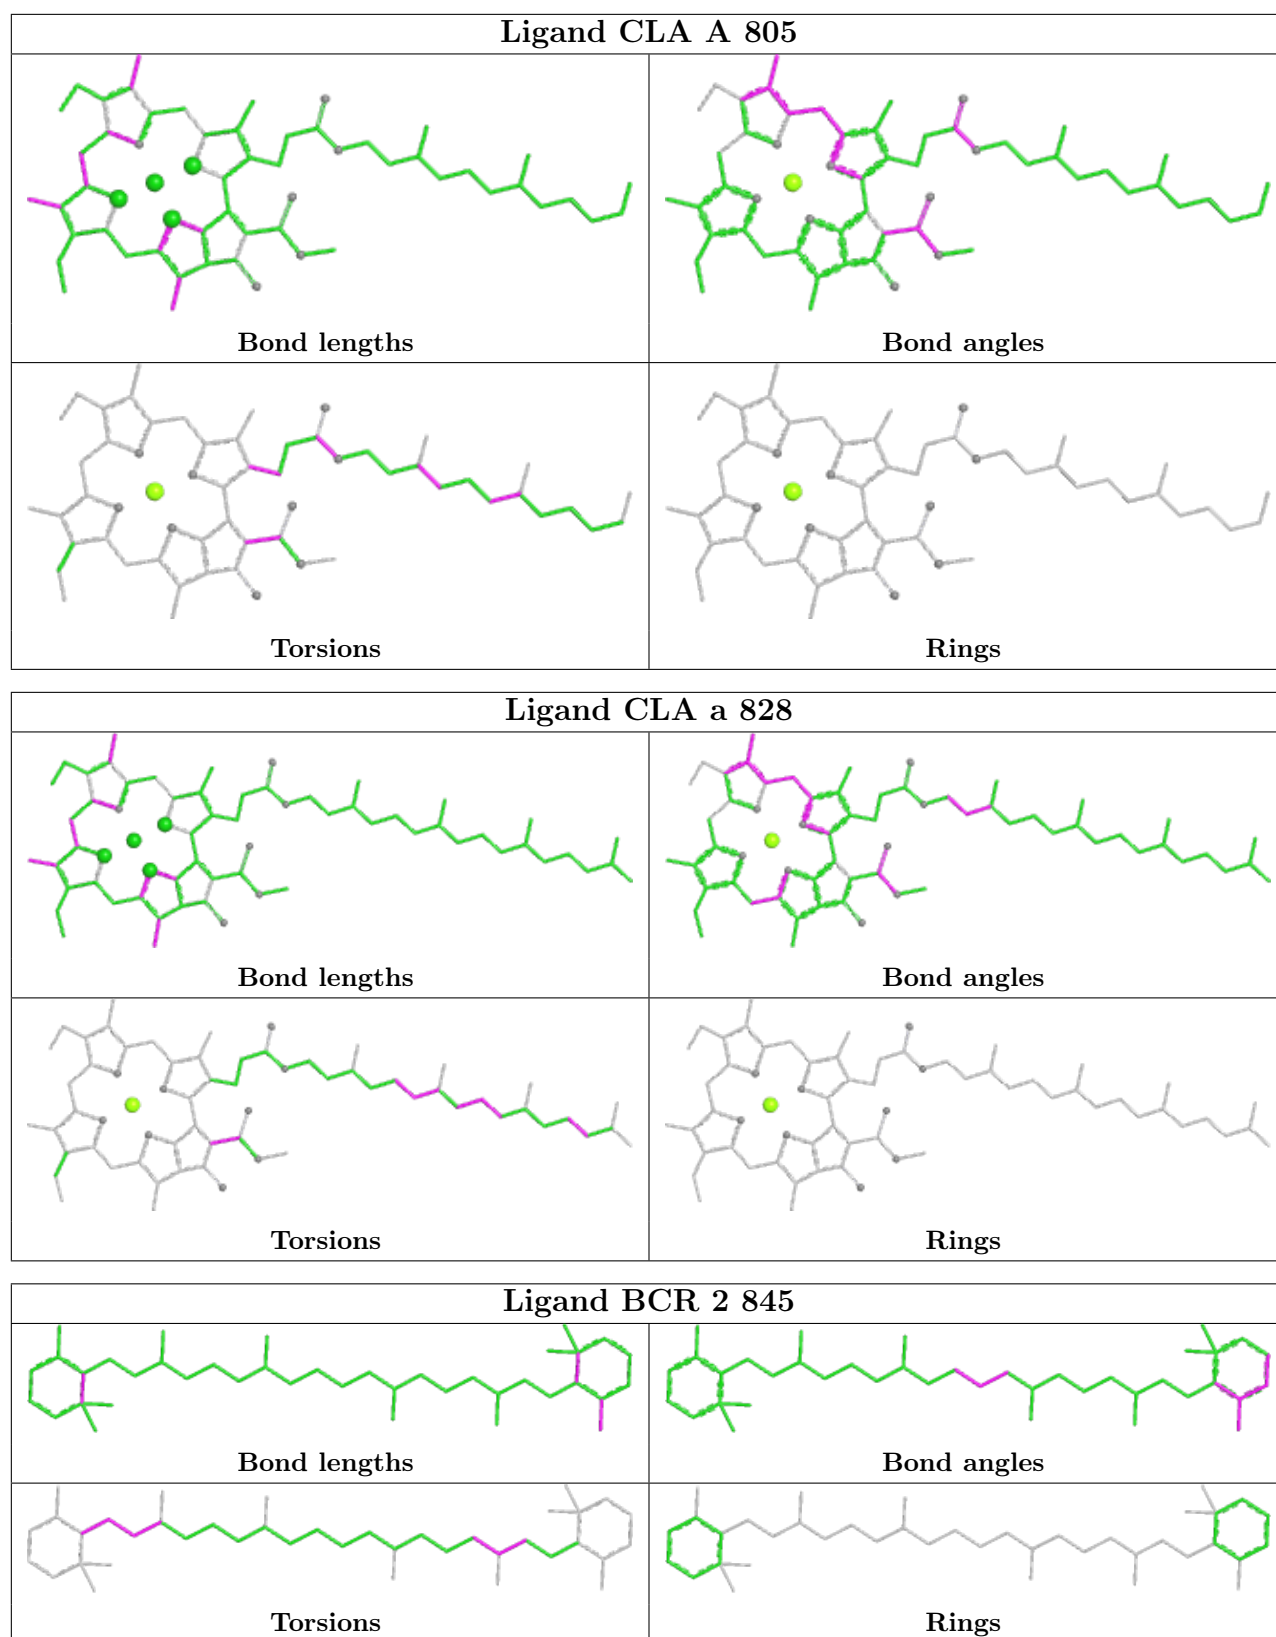 Ligand CLA A 805
Bond lengths
Bond angles
Torsions
Rings
Ligand CLA a 828
Bond lengths
Bond angles
Torsions
Rings
Ligand BCR 2 845
Bond lengths
Bond angles
Torsions
Rings